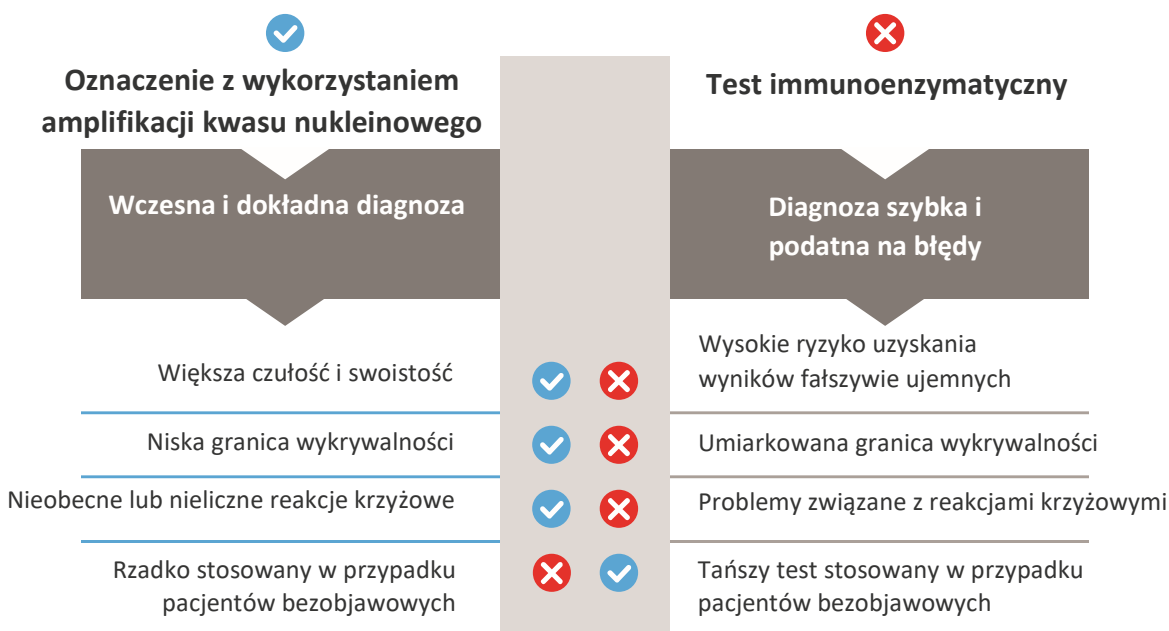 Oznaczenie z wykorzystaniem
amplifikacji kwasu nukleinowego
Test immunoenzymatyczny
Wczesna i dokładna diagnoza
Diagnoza szybka i
podatna na błędy
Większa czułość i swoistość
Wysokie ryzyko uzyskania
wyników fałszywie ujemnych
Niska granica wykrywalności
Umiarkowana granica wykrywalności
Nieobecne lub nieliczne reakcje krzyżowe
Problemy związane z reakcjami krzyżowymi
Rzadko stosowany w przypadku
pacjentów bezobjawowych
Tańszy test stosowany w przypadku
pacjentów bezobjawowych